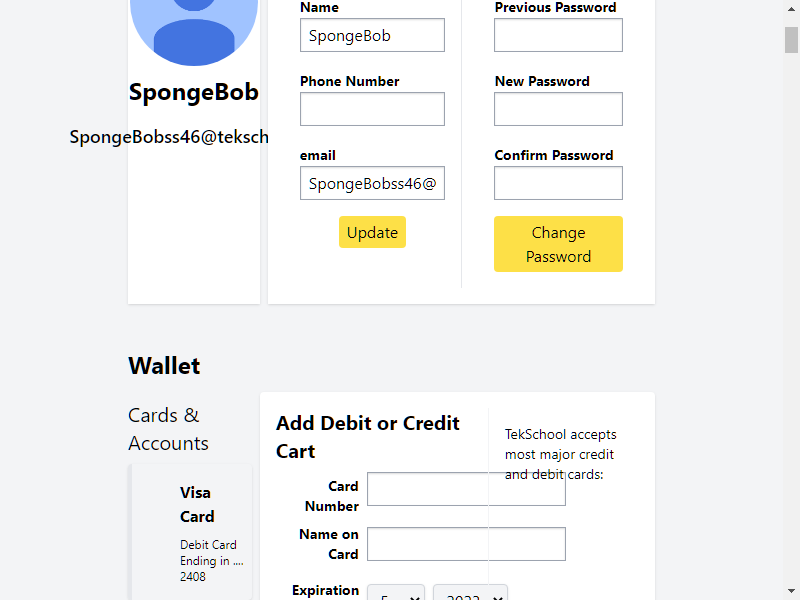 Name
SpongeBob
Phone Number
email
SpongeBobss46@
Update
Previous Password
New Password
Confirm Password
Change
Password
SpongeBob
SpongeBobss46@teksch
Wallet
Cards &
Accounts
Visa
Card
Debit Card
Ending in ....
2408
Add Debit or Credit
Cart
Card
Number
Name on
Card
Expiration
5
2022
TekSchool accepts
most major credit
and debit cards: